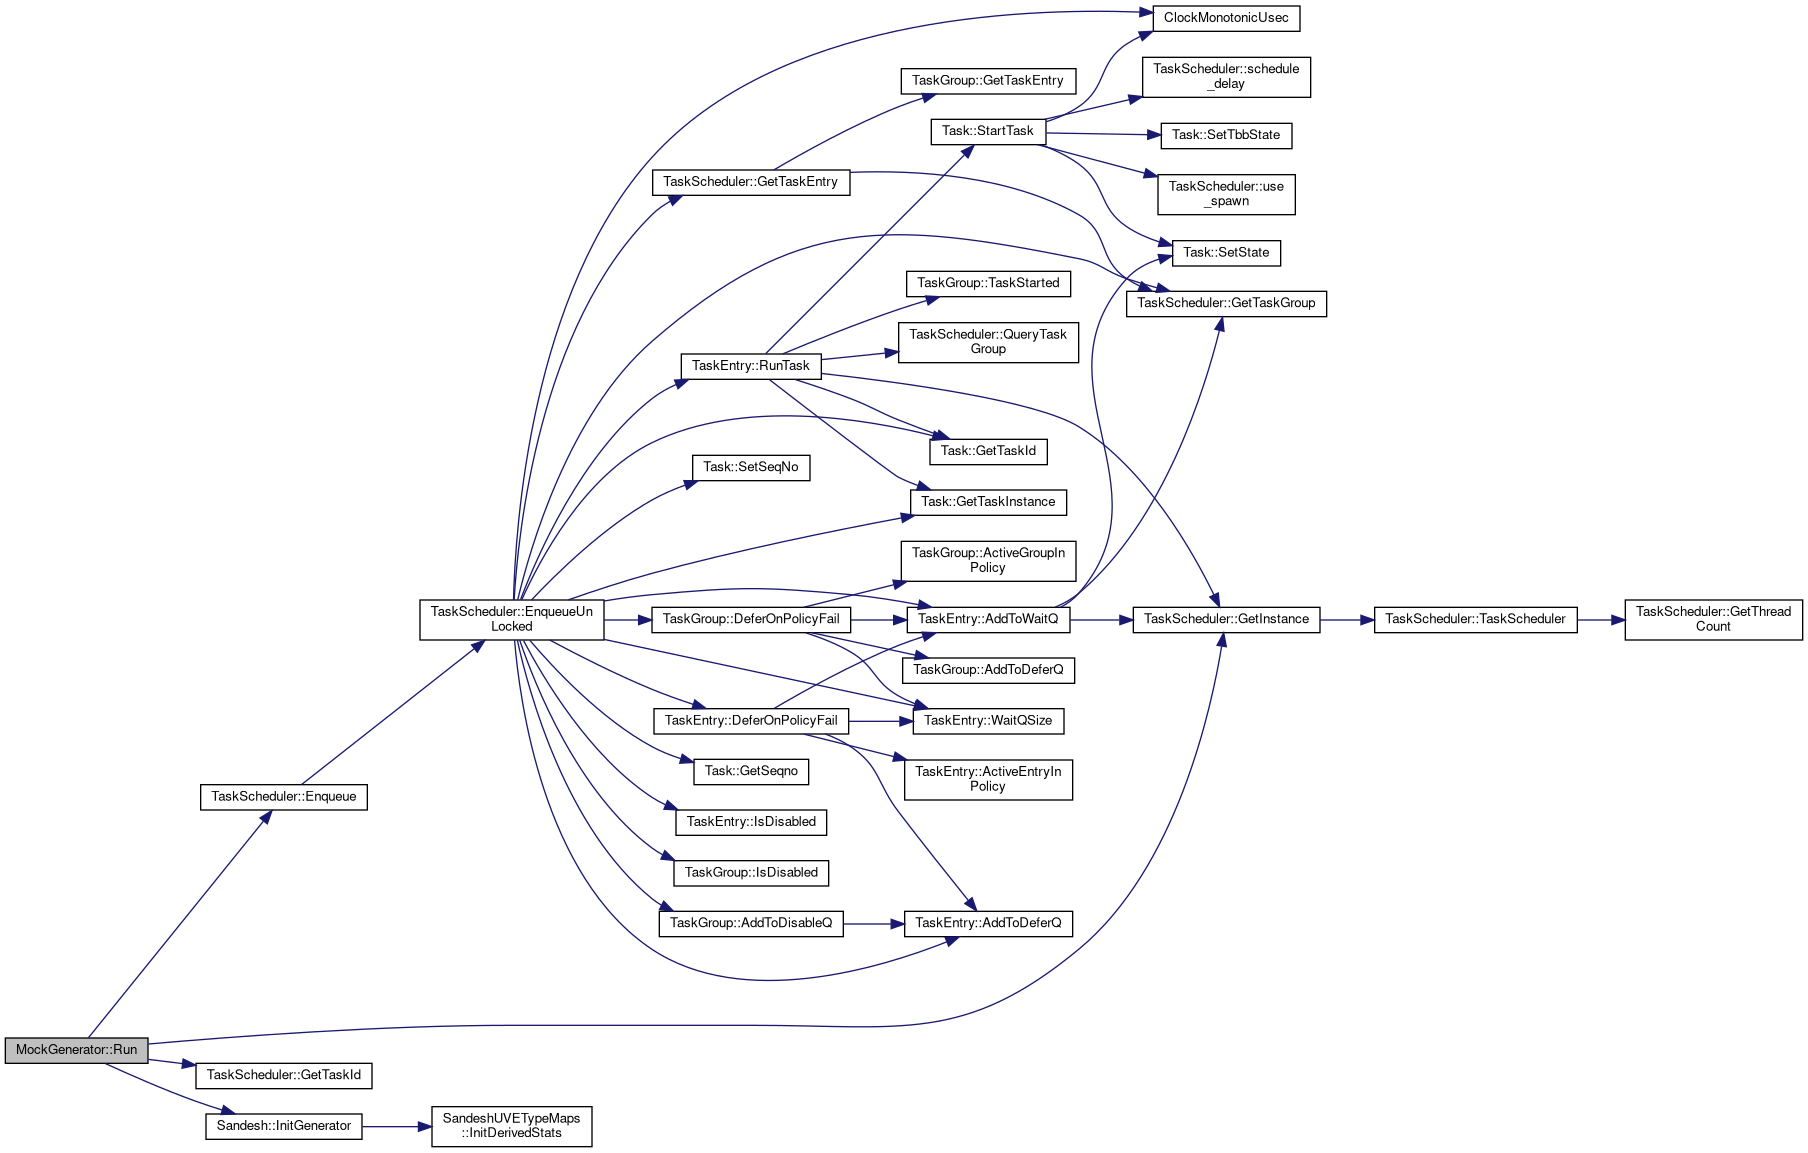 ClockMonotonicUsec
TaskScheduler::schedule
_delay
TaskGroup::GetTaskEntry
Task::StartTask
Task::SetTbbState
TaskScheduler::GetTaskEntry
TaskScheduler::use
_spawn
Task::SetState
TaskGroup::TaskStarted
TaskScheduler::GetTaskGroup
TaskScheduler::QueryTask
Group
TaskEntry::RunTask
Task::GetTaskId
Task::SetSeqNo
Task::GetTaskInstance
TaskGroup::ActiveGroupIn
Policy
TaskScheduler::EnqueueUn
Locked
TaskGroup::DeferOnPolicyFail
TaskEntry::AddToWaitQ
TaskScheduler::GetInstance
TaskScheduler::TaskScheduler
TaskScheduler::GetThread
Count
TaskGroup::AddToDeferQ
TaskEntry::DeferOnPolicyFail
TaskEntry::WaitQSize
Task::GetSeqno
TaskEntry::ActiveEntryIn
Policy
TaskScheduler::Enqueue
TaskEntry::IsDisabled
TaskGroup::IsDisabled
TaskGroup::AddToDisableQ
TaskEntry::AddToDeferQ
MockGenerator::Run
TaskScheduler::GetTaskId
Sandesh::InitGenerator
SandeshUVETypeMaps
::InitDerivedStats